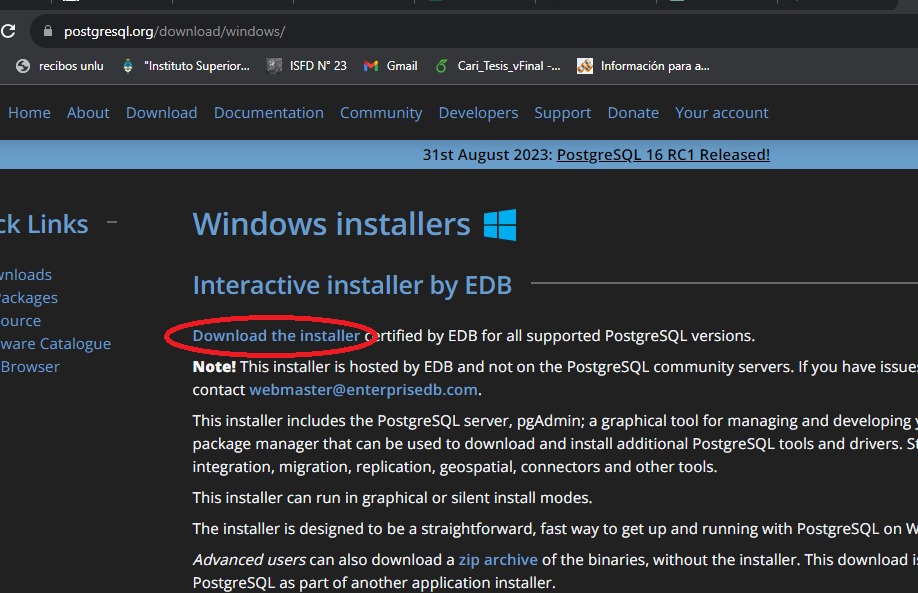 postgresql.org/download/windows/
recibos unlu "Instituto Superior... ISFD N° 23 Gmail Cari_Tesis_vFinal -... Información para a...
Home About Download Documentation Community Developers Support Donate Your account
31st August 2023: PostgreSQL 16 RC1 Released!
ck Links
Windows installers
wnloads
Packages
ource
ware Catalogue
Browser
Interactive installer by EDB
Download the installer certified by EDB for all supported PostgreSQL versions.
Note! This installer is hosted by EDB and not on the PostgreSQL community servers. If you have issues
contact webmaster@enterprisedb.com.
This installer includes the PostgreSQL server, pgAdmin; a graphical tool for managing and developing
package manager that can be used to download and install additional PostgreSQL tools and drivers. St
integration, migration, replication, geospatial, connectors and other tools.
This installer can run in graphical or silent install modes.
The installer is designed to be a straightforward, fast way to get up and running with PostgreSQL on W
Advanced users can also download a zip archive of the binaries, without the installer. This download is
PostgreSQL as part of another application installer.